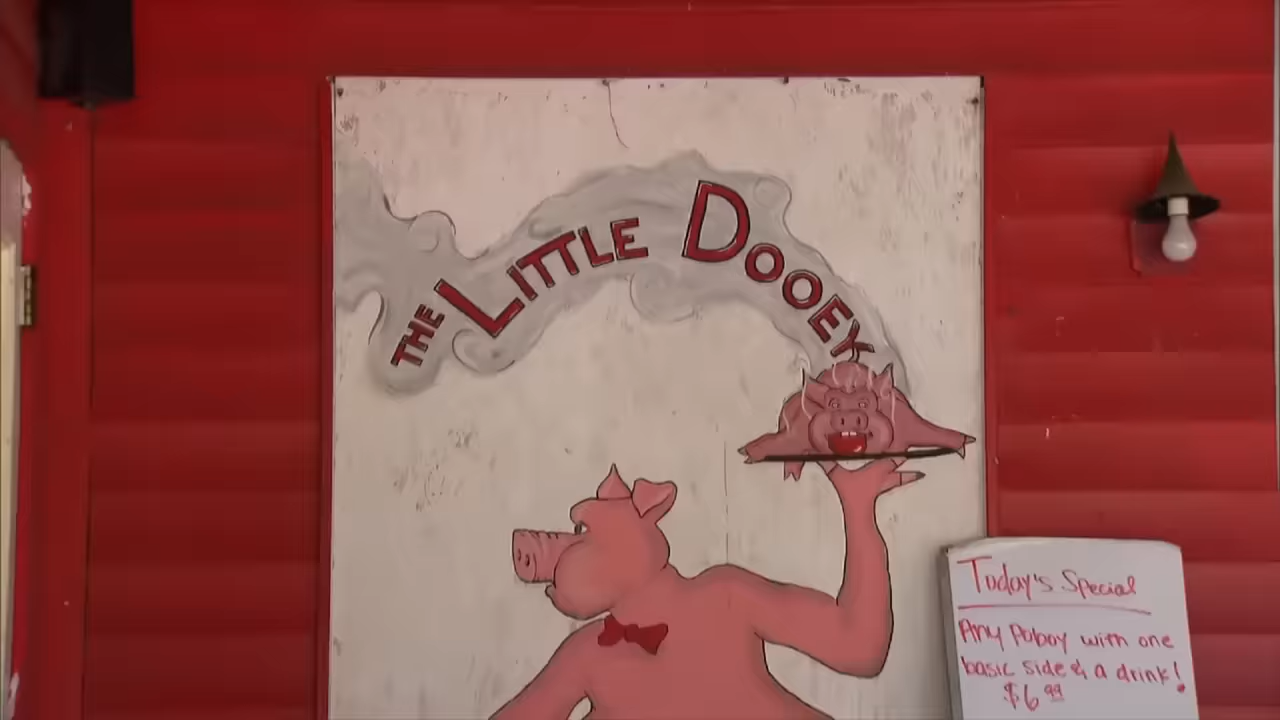 THE LITTLE DOOEY
Today's Special
Any Poboy with one
basic side & a drink!
$6.99